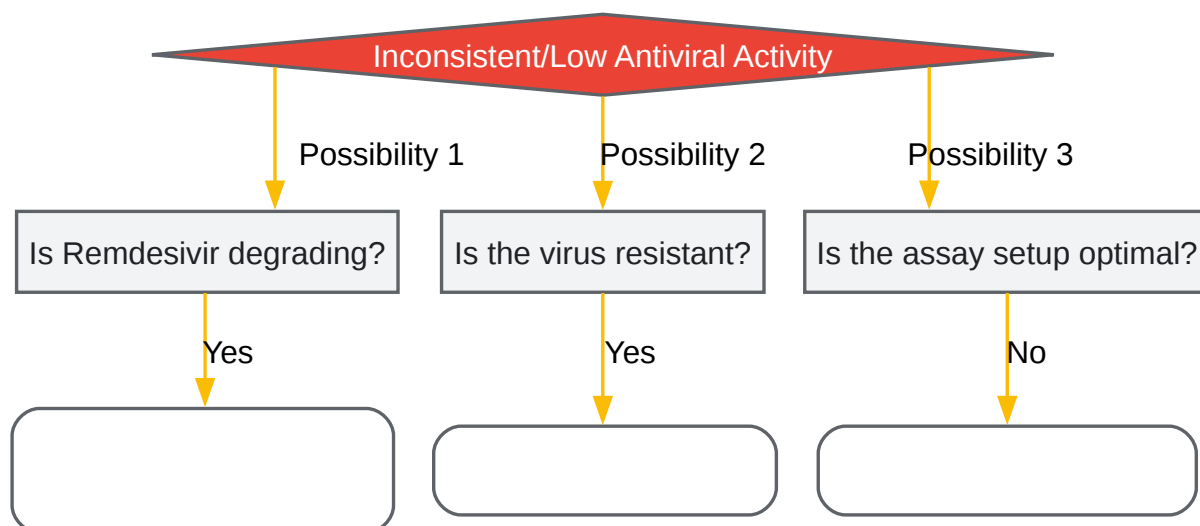 Inconsistent/Low Antiviral Activity
Possibility 1
Possibility 2
Possibility 3
Is Remdesivir degrading?
Is the virus resistant?
Is the assay setup optimal?
Yes
Yes
No